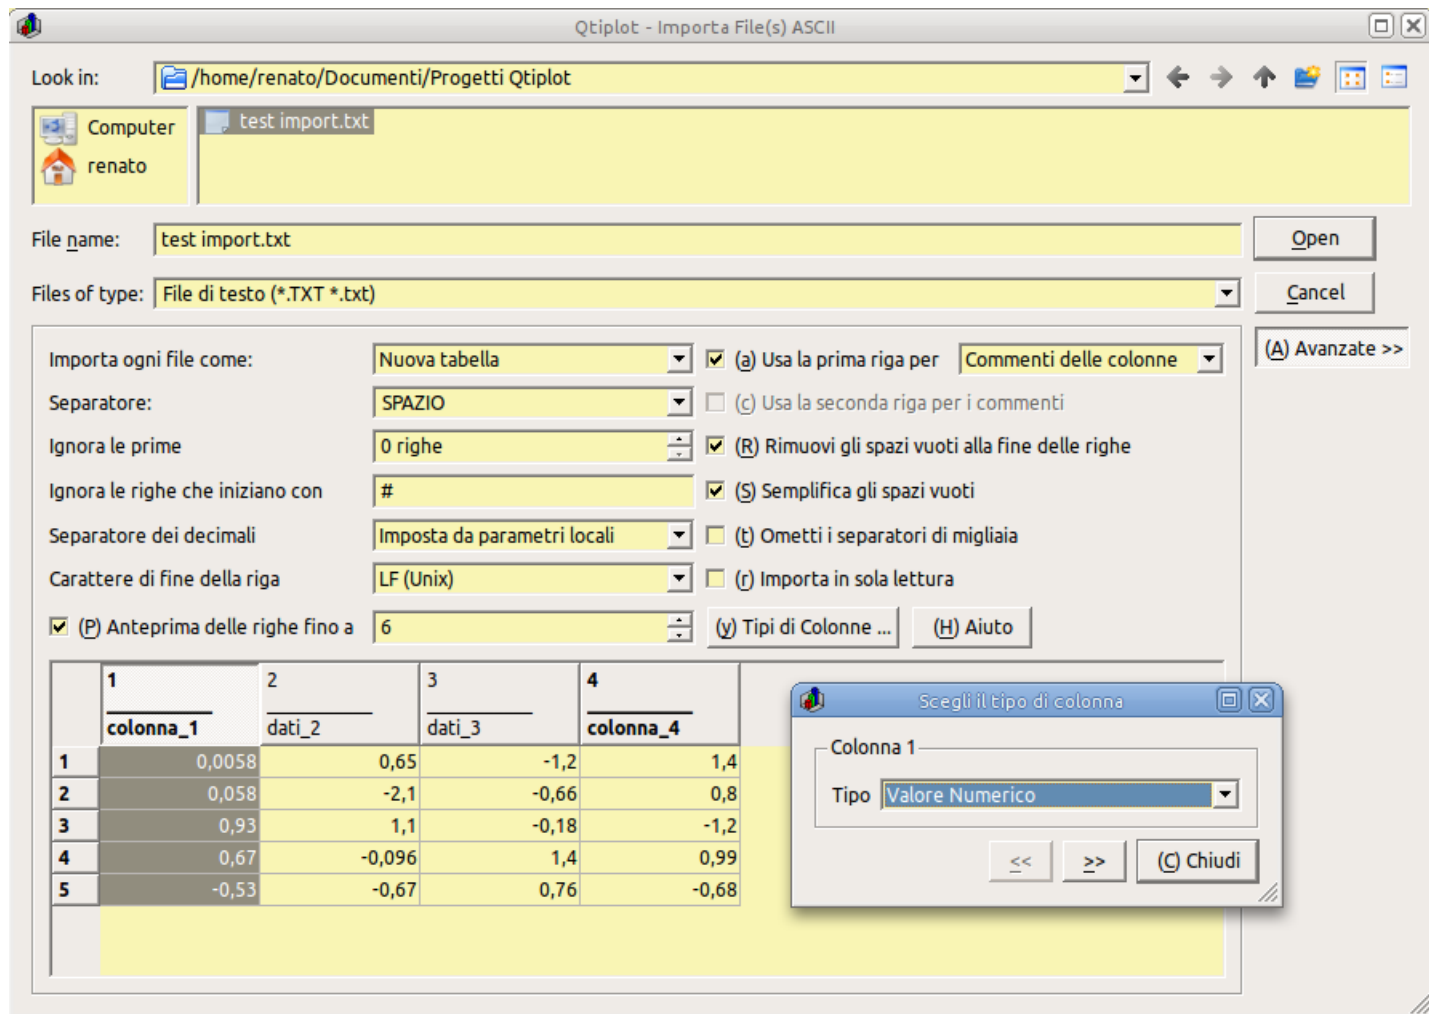 Qtiplot - Importa File(s) ASCII
Look in: /home/renato/Documenti/Progetti Qtiplot
Computer
renato
test import.txt
File name: test import.txt Open
Files of type: File di testo (*.TXT *.txt) Cancel
(A) Avanzate >>
Importa ogni file come: Nuova tabella (a) Usa la prima riga per Commenti delle colonne
Separatore: SPAZIO (c) Usa la seconda riga per i commenti
Ignora le prime 0 righe (R) Rimuovi gli spazi vuoti alla fine delle righe
Ignora le righe che iniziano con # (S) Semplifica gli spazi vuoti
Separatore dei decimali Imposta da parametri locali (t) Ometti i separatori di migliaia
Carattere di fine della riga LF (Unix) (r) Importa in sola lettura
(P) Anteprima delle righe fino a 6 (y) Tipi di Colonne ... (H) Aiuto
1 2 3 4
colonna_1 dati_2 dati_3 colonna_4
1 0,0058 0,65 -1,2 1,4
2 0,058 -2,1 -0,66 0,8
3 0,93 1,1 -0,18 -1,2
4 0,67 -0,096 1,4 0,99
5 -0,53 -0,67 0,76 -0,68
Scegli il tipo di colonna
Colonna 1
Tipo Valore Numerico
<< >> (C) Chiudi